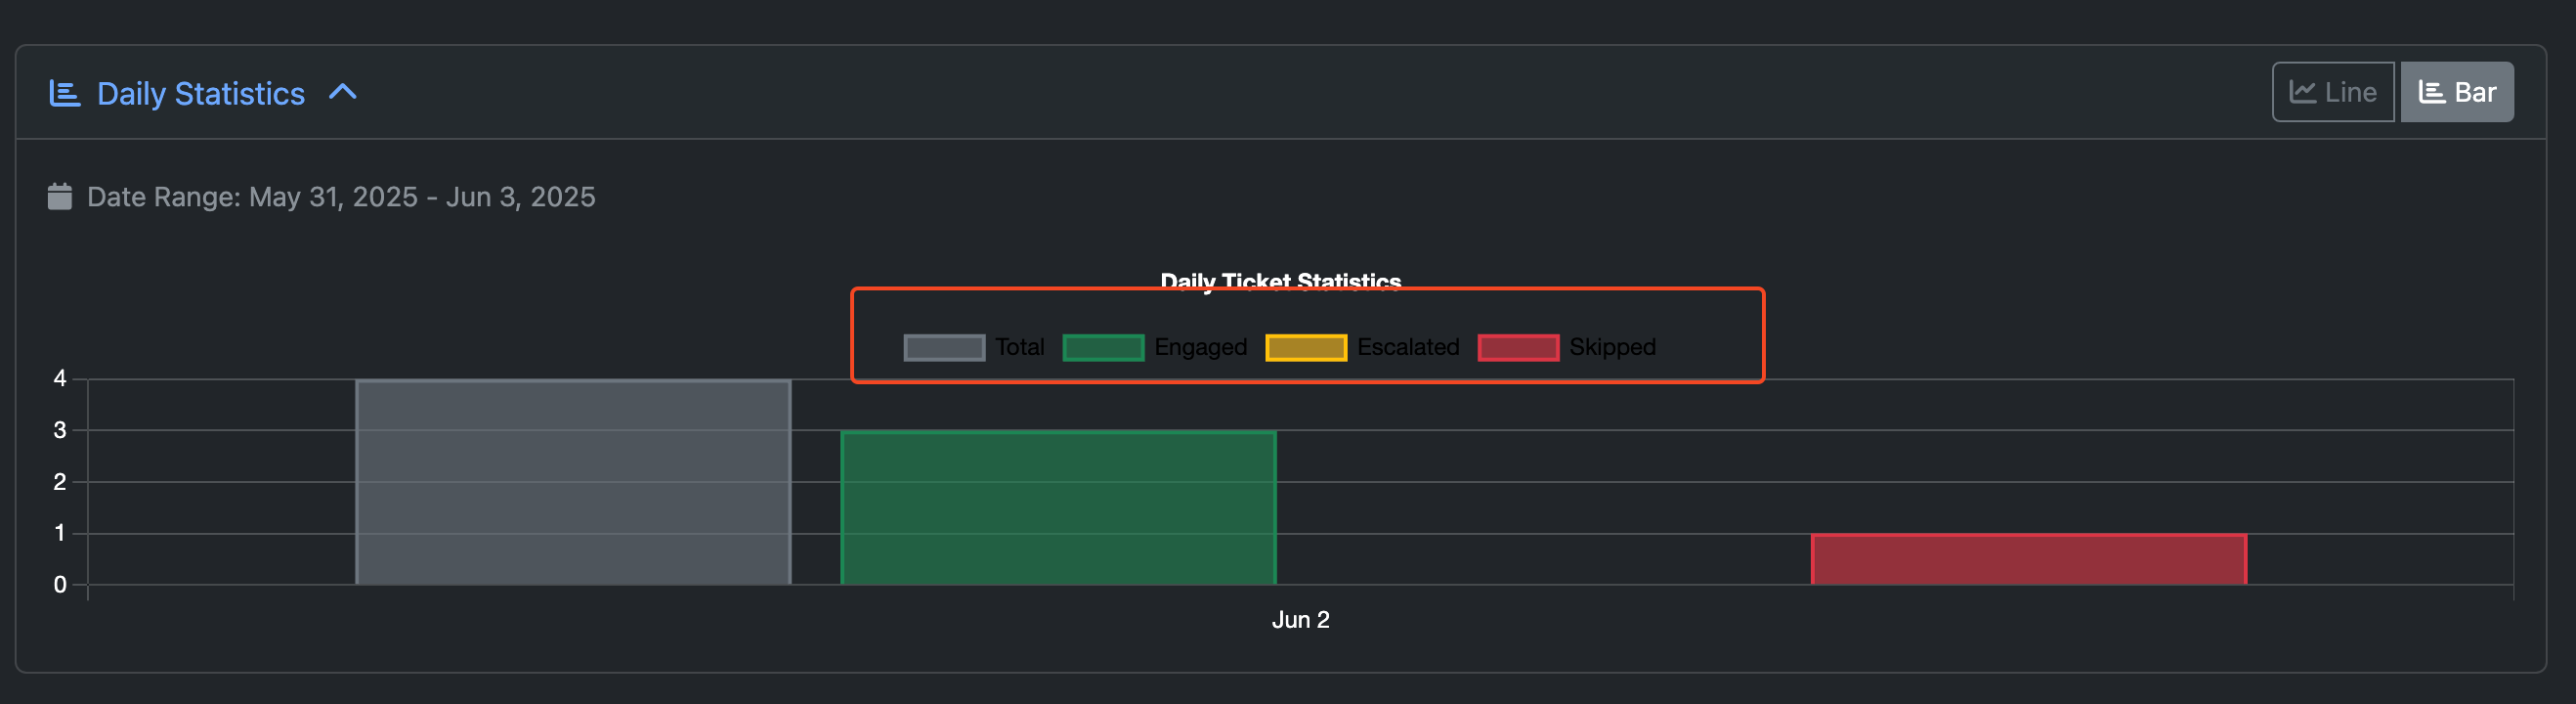 Daily Statistics
Line
Bar
Date Range: May 31, 2025 - Jun 3, 2025
Daily Ticket Statistics
Total
Engaged
Escalated
Skipped
4
3
2
1
0
Jun 2